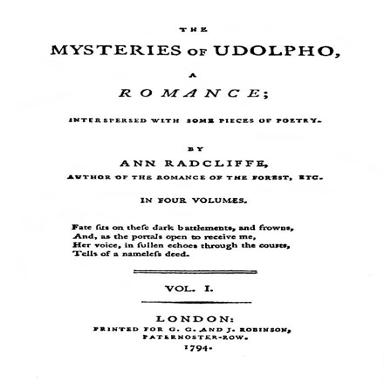 THE
MYSTERIES OF UDOLPHO,
A
ROMANCE;
INTERSPERSED WITH SOME PIECES OF POETRY.
BY
ANN RADCLIFFE,
AUTHOR OF THE ROMANCE OF THE FOREST, ETC.
IN FOUR VOLUMES.
Fate ſits on theſe dark battlements, and frowns,
And, as the portals open to receive me,
Her voice, in ſullen echoes through the courts,
Tells of a nameleſs deed.
VOL. I.
LONDON:
PRINTED FOR G. G. AND J. ROBINSON,
PATERNOSTER-ROW.
1794.